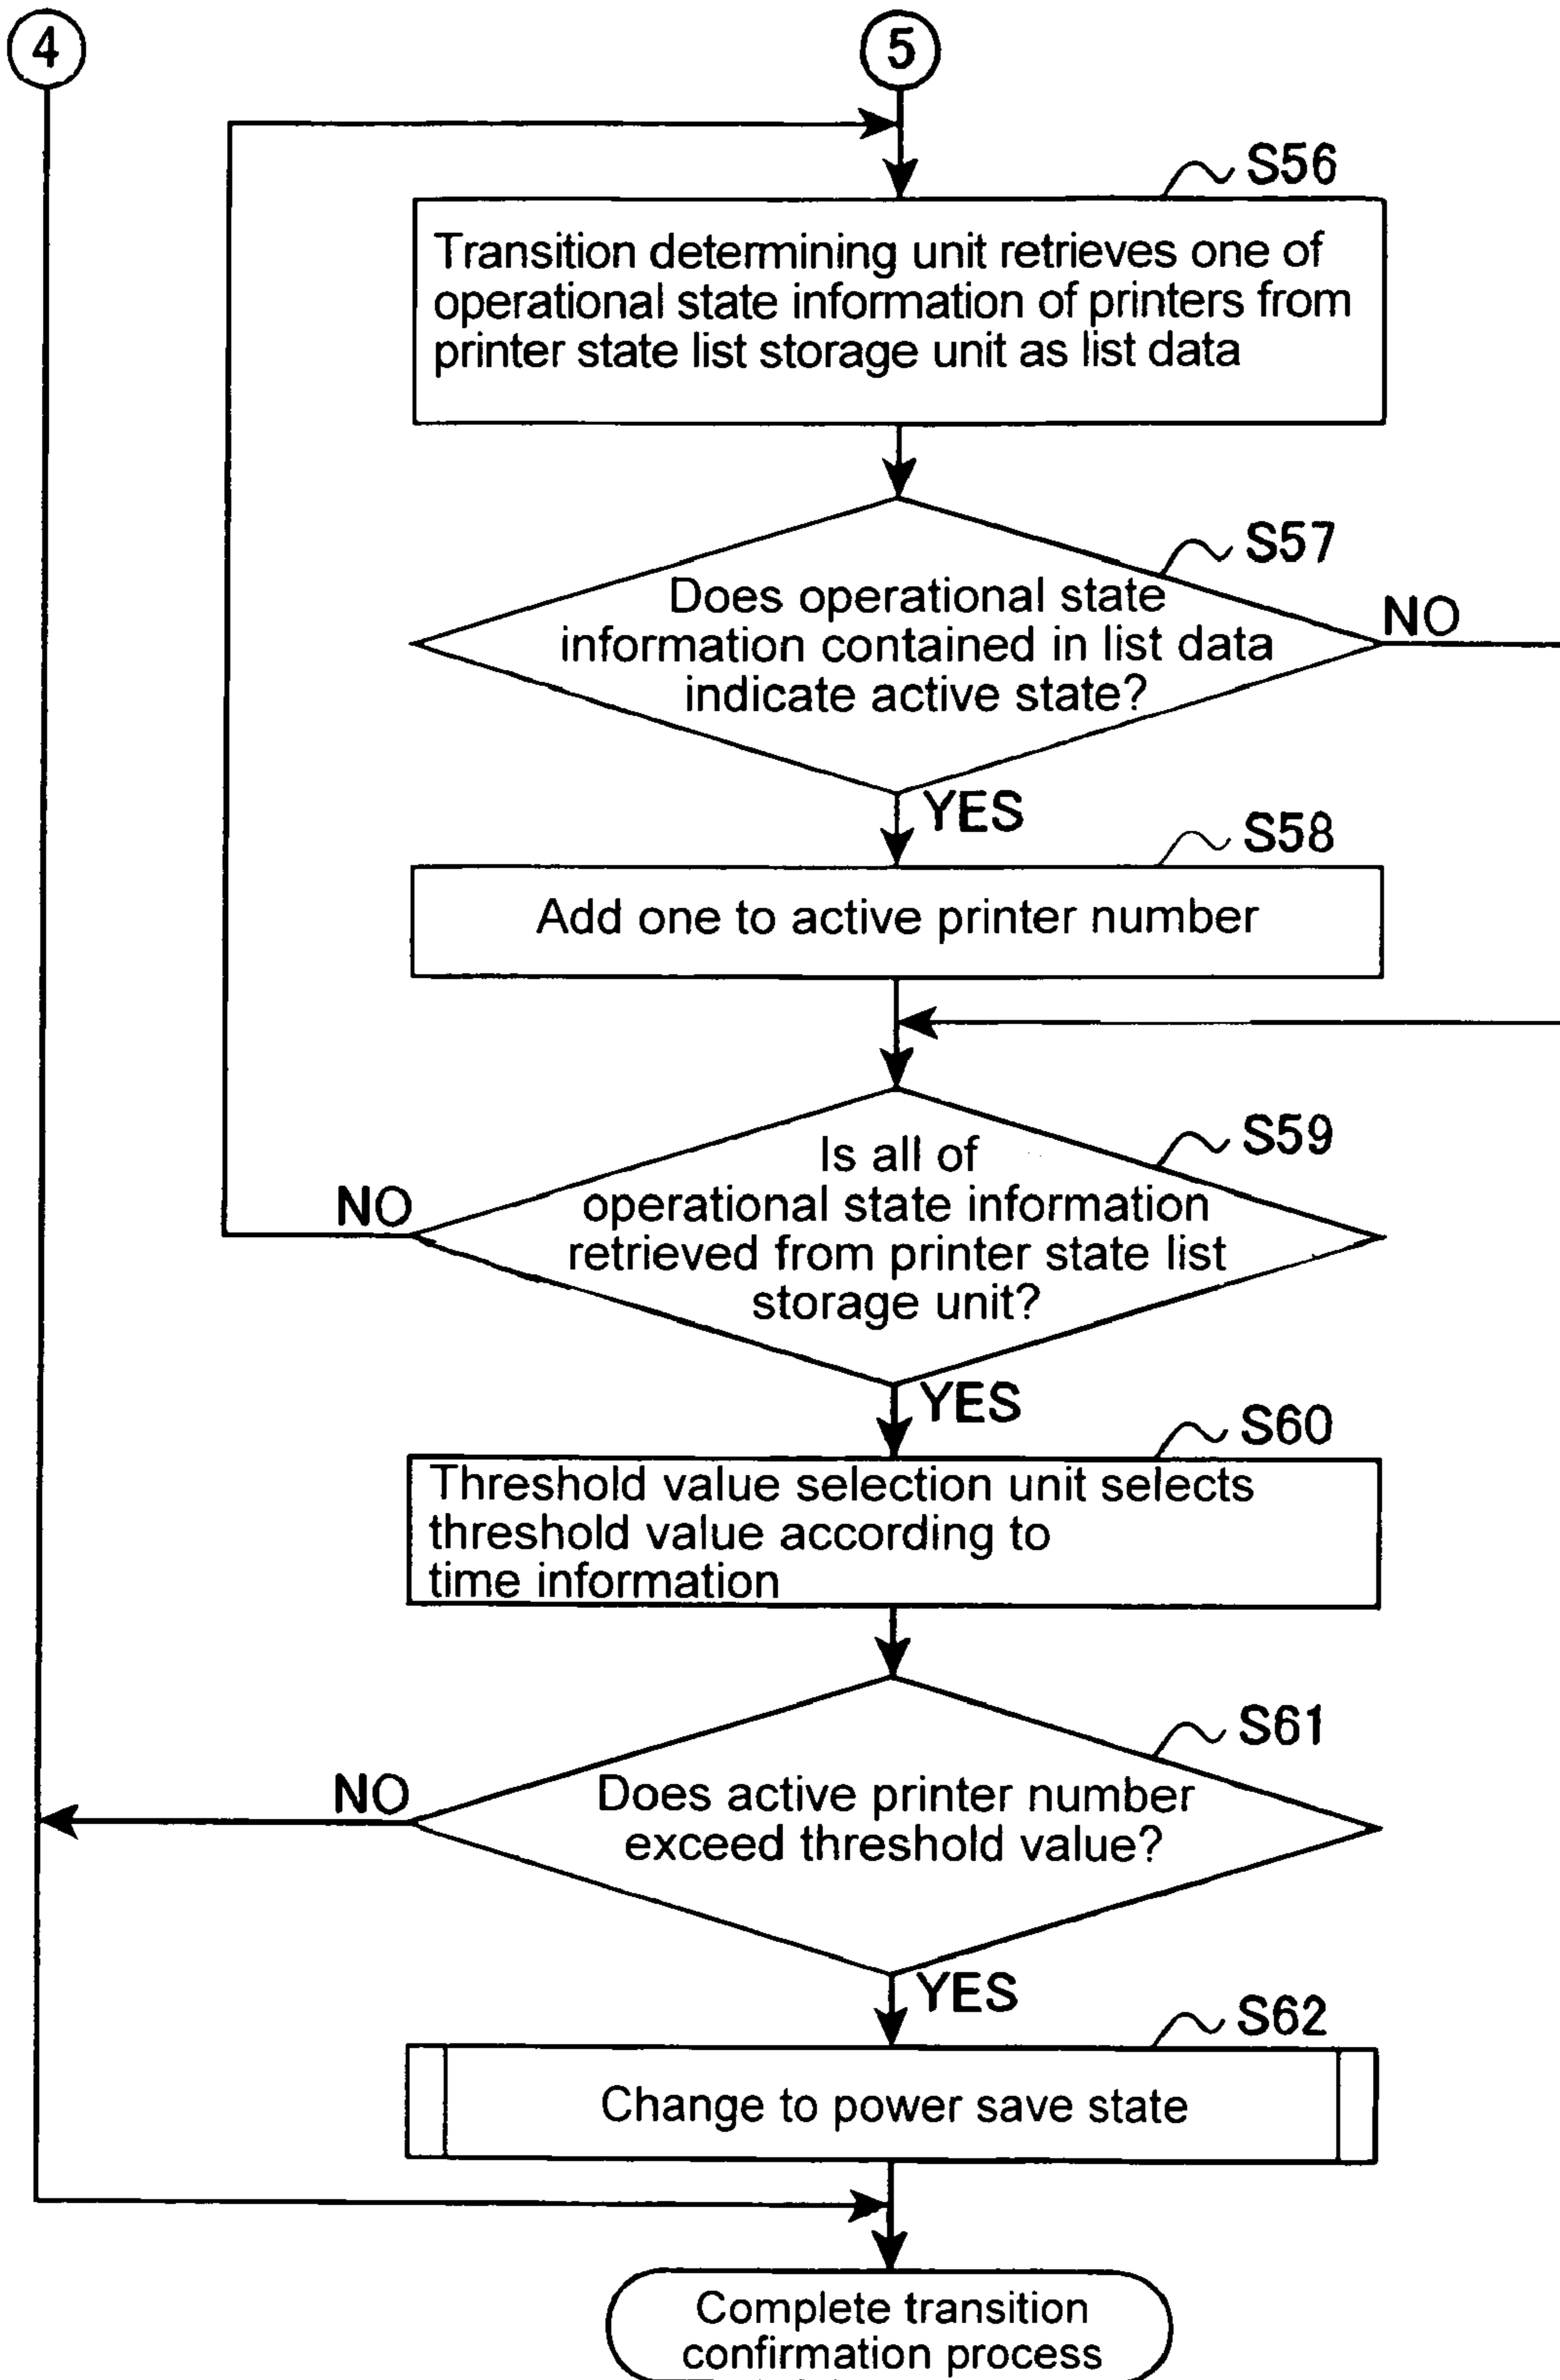 4
5
S56
Transition determining unit retrieves one of
operational state information of printers from
printer state list storage unit as list data
S57
Does operational state
information contained in list data
indicate active state?
NO
YES
S58
Add one to active printer number
S59
Is all of
operational state information
retrieved from printer state list
storage unit?
NO
YES
S60
Threshold value selection unit selects
threshold value according to
time information
S61
Does active printer number
exceed threshold value?
NO
YES
S62
Change to power save state
Complete transition
confirmation process